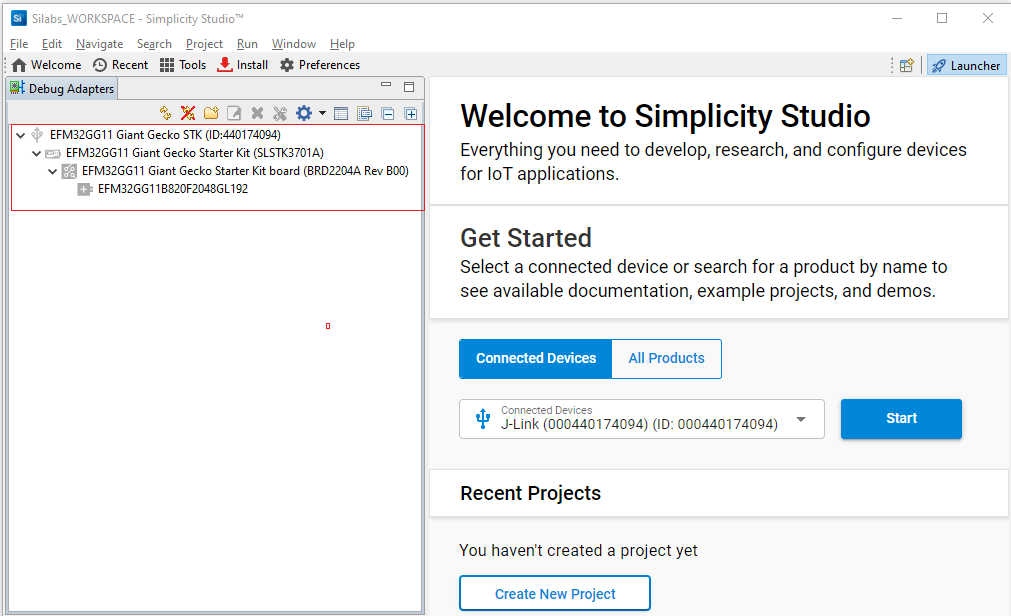 Silabs_WORKSPACE - Simplicity Studio™
File Edit Navigate Search Project Run Window Help
Welcome Recent Tools Install Preferences
Launcher
Debug Adapters
EFM32GG11 Giant Gecko STK (ID:440174094)
EFM32GG11 Giant Gecko Starter Kit (SLSTK3701A)
EFM32GG11 Giant Gecko Starter Kit board (BRD2204A Rev B00)
EFM32GG11B820F2048GL192
Welcome to Simplicity Studio
Everything you need to develop, research, and configure devices
for IoT applications.
Get Started
Select a connected device or search for a product by name to
see available documentation, example projects, and demos.
Connected Devices All Products
Connected Devices
J-Link (000440174094) (ID: 000440174094)
Start
Recent Projects
You haven't created a project yet
Create New Project